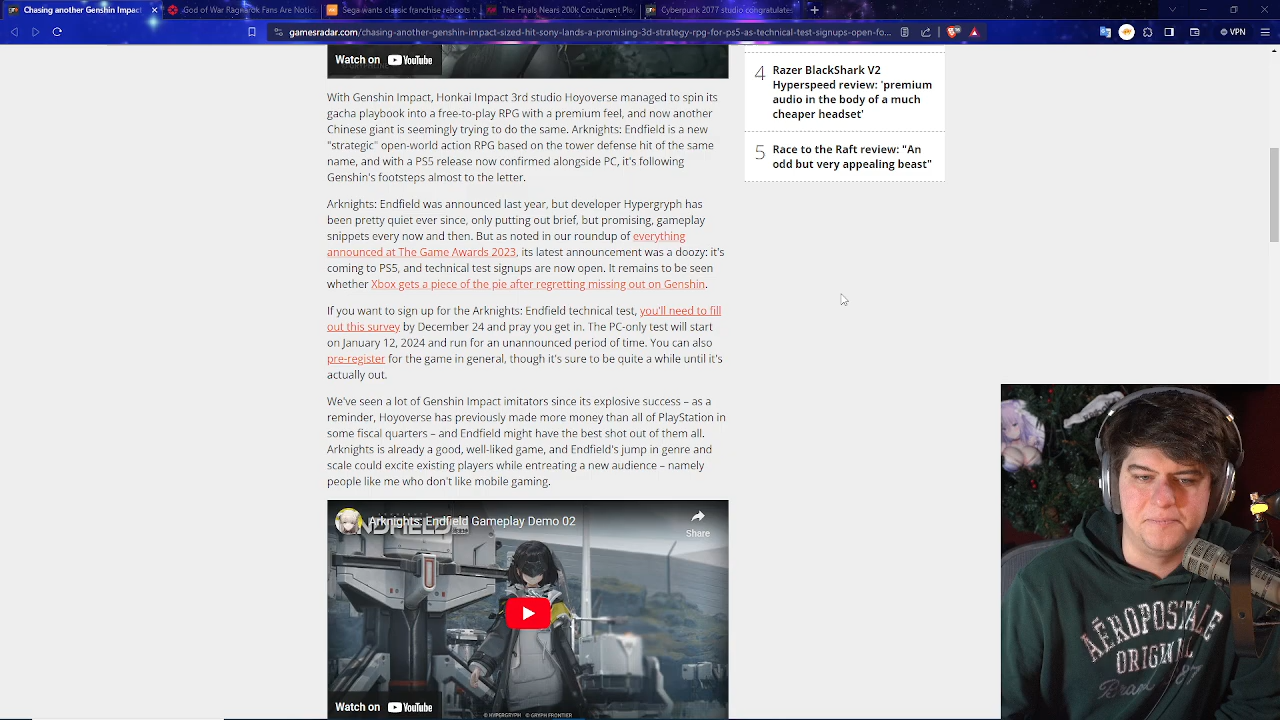 Chasing another Genshin Impact
God of War Ragnarok Fans Are Notic
Sega wants classic franchise reboots
The Finals Nears 200k Concurrent Pl
Cyberpunk 2077 studio congratulate
gamesradar.com/chasing-another-genshin-impact-sized-hit-sony-lands-a-promising-3d-strategy-rpg-for-ps5-as-technical-test-signups-open-fo...
VPN
Watch on YouTube
With Genshin Impact, Honkai Impact 3rd studio Hoyoverse managed to spin its
gacha playbook into a free-to-play RPG with a premium feel, and now another
Chinese giant is seemingly trying to do the same. Arknights: Endfield is a new
"strategic" open-world action RPG based on the tower defense hit of the same
name, and with a PS5 release now confirmed alongside PC, it's following
Genshin's footsteps almost to the letter.
Arknights: Endfield was announced last year, but developer Hypergryph has
been pretty quiet ever since, only putting out brief, but promising, gameplay
snippets every now and then. But as noted in our roundup of everything
announced at The Game Awards 2023, its latest announcement was a doozy: it's
coming to PS5, and technical test signups are now open. It remains to be seen
whether Xbox gets a piece of the pie after regretting missing out on Genshin.
If you want to sign up for the Arknights: Endfield technical test, you'll need to fill
out this survey by December 24 and pray you get in. The PC-only test will start
on January 12, 2024 and run for an unannounced period of time. You can also
pre-register for the game in general, though it's sure to be quite a while until it's
actually out.
We've seen a lot of Genshin Impact imitators since its explosive success – as a
reminder, Hoyoverse has previously made more money than all of PlayStation in
some fiscal quarters – and Endfield might have the best shot out of them all.
Arknights is already a good, well-liked game, and Endfield's jump in genre and
scale could excite existing players while entreating a new audience – namely
people like me who don't like mobile gaming.
Arknights: Endfield Gameplay Demo 02
Share
Watch on YouTube
© HYPERGRYPH © GRYPH FRONTIER
4 Razer BlackShark V2
Hyperspeed review: 'premium
audio in the body of a much
cheaper headset'
5 Race to the Raft review: "An
odd but very appealing beast"
AÉROPOSTALE
ORIGINAL
Brand 87